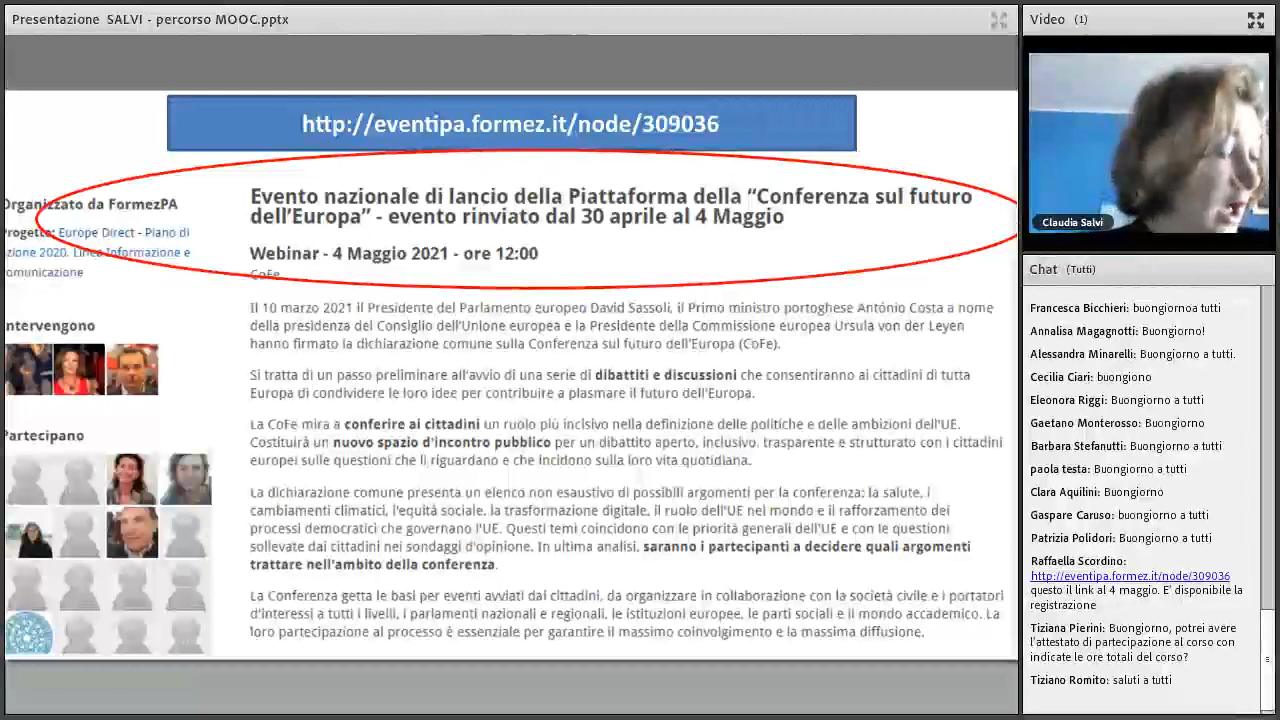 Presentazione  SALVI - percorso MOOC.pptx
http://eventipa.formez.it/node/309036
Organizzato da FormezPA
Progetto: Europe Direct - Piano di
zione 2020. Linea Informazione e
omunicazione
ntervengono
Partecipano
Evento nazionale di lancio della Piattaforma della “Conferenza sul futuro
dell’Europa” - evento rinviato dal 30 aprile al 4 Maggio
Webinar - 4 Maggio 2021 - ore 12:00
CoFe
Il 10 marzo 2021 il Presidente del Parlamento europeo David Sassoli, il Primo ministro portoghese António Costa a nome
della presidenza del Consiglio dell'Unione europea e la Presidente della Commissione europea Ursula von der Leyen
hanno firmato la dichiarazione comune sulla Conferenza sul futuro dell'Europa (CoFe).
Si tratta di un passo preliminare all'avvio di una serie di dibattiti e discussioni che consentiranno ai cittadini di tutta
Europa di condividere le loro idee per contribuire a plasmare il futuro dell'Europa.
La CoFe mira a conferire ai cittadini un ruolo più incisivo nella definizione delle politiche e delle ambizioni dell'UE.
Costituirà un nuovo spazio d'incontro pubblico per un dibattito aperto, inclusivo, trasparente e strutturato con i cittadini
europei sulle questioni che li riguardano e che incidono sulla loro vita quotidiana.
La dichiarazione comune presenta un elenco non esaustivo di possibili argomenti per la conferenza: la salute, i
cambiamenti climatici, l'equità sociale, la trasformazione digitale, il ruolo dell'UE nel mondo e il rafforzamento dei
processi democratici che governano l'UE. Questi temi coincidono con le priorità generali dell'UE e con le questioni
sollevate dai cittadini nei sondaggi d'opinione. In ultima analisi, saranno i partecipanti a decidere quali argomenti
trattare nell'ambito della conferenza.
La Conferenza getta le basi per eventi avviati dai cittadini, da organizzare in collaborazione con la società civile e i portatori
d'interessi a tutti i livelli, i parlamenti nazionali e regionali, le istituzioni europee, le parti sociali e il mondo accademico. La
loro partecipazione al processo è essenziale per garantire il massimo coinvolgimento e la massima diffusione.
Video (1)
Claudia Salvi
Chat (Tutti)
Francesca Bicchieri: buongiornoa tutti
Annalisa Magagnotti: Buongiorno!
Alessandra Minarelli: Buongiorno a tutti.
Cecilia Ciari: buongiono
Eleonora Riggi: Buongiorno a tutti
Gaetano Monterosso: Buongiorno
Barbara Stefanutti: Buongiorno a tutti
paola testa: Buongiorno a tutti
Clara Aquilini: Buongiorno
Gaspare Caruso: buongiorno a tutti
Patrizia Polidori: Buongiorno a tutti
Raffaella Scordino:
http://eventipa.formez.it/node/309036
questo il link al 4 maggio. E' disponibile la
registrazione
Tiziana Pierini: Buongiorno, potrei avere
l'attestato di partecipazione al corso con
indicate le ore totali del corso?
Tiziano Romito: saluti a tutti